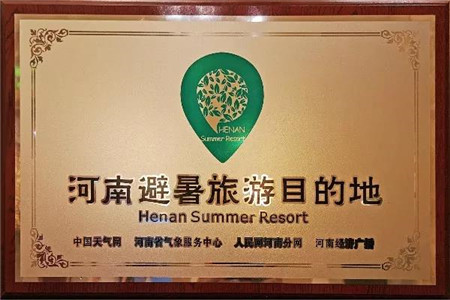 HENAN
Summer Resort
河南避暑旅游目的地
Henan Summer Resort
中国天气网 河南省气象服务中心 人民网河南分网 河南经济广播